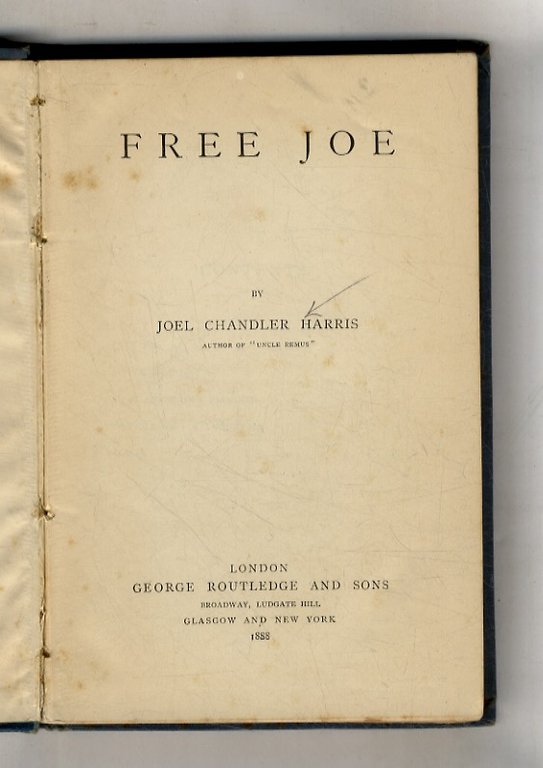 FREE JOE
BY
JOEL CHANDLER HARRIS
AUTHOR OF "UNCLE REMUS"
LONDON
GEORGE ROUTLEDGE AND SONS
BROADWAY, LUDGATE HILL
GLASGOW AND NEW YORK
1888